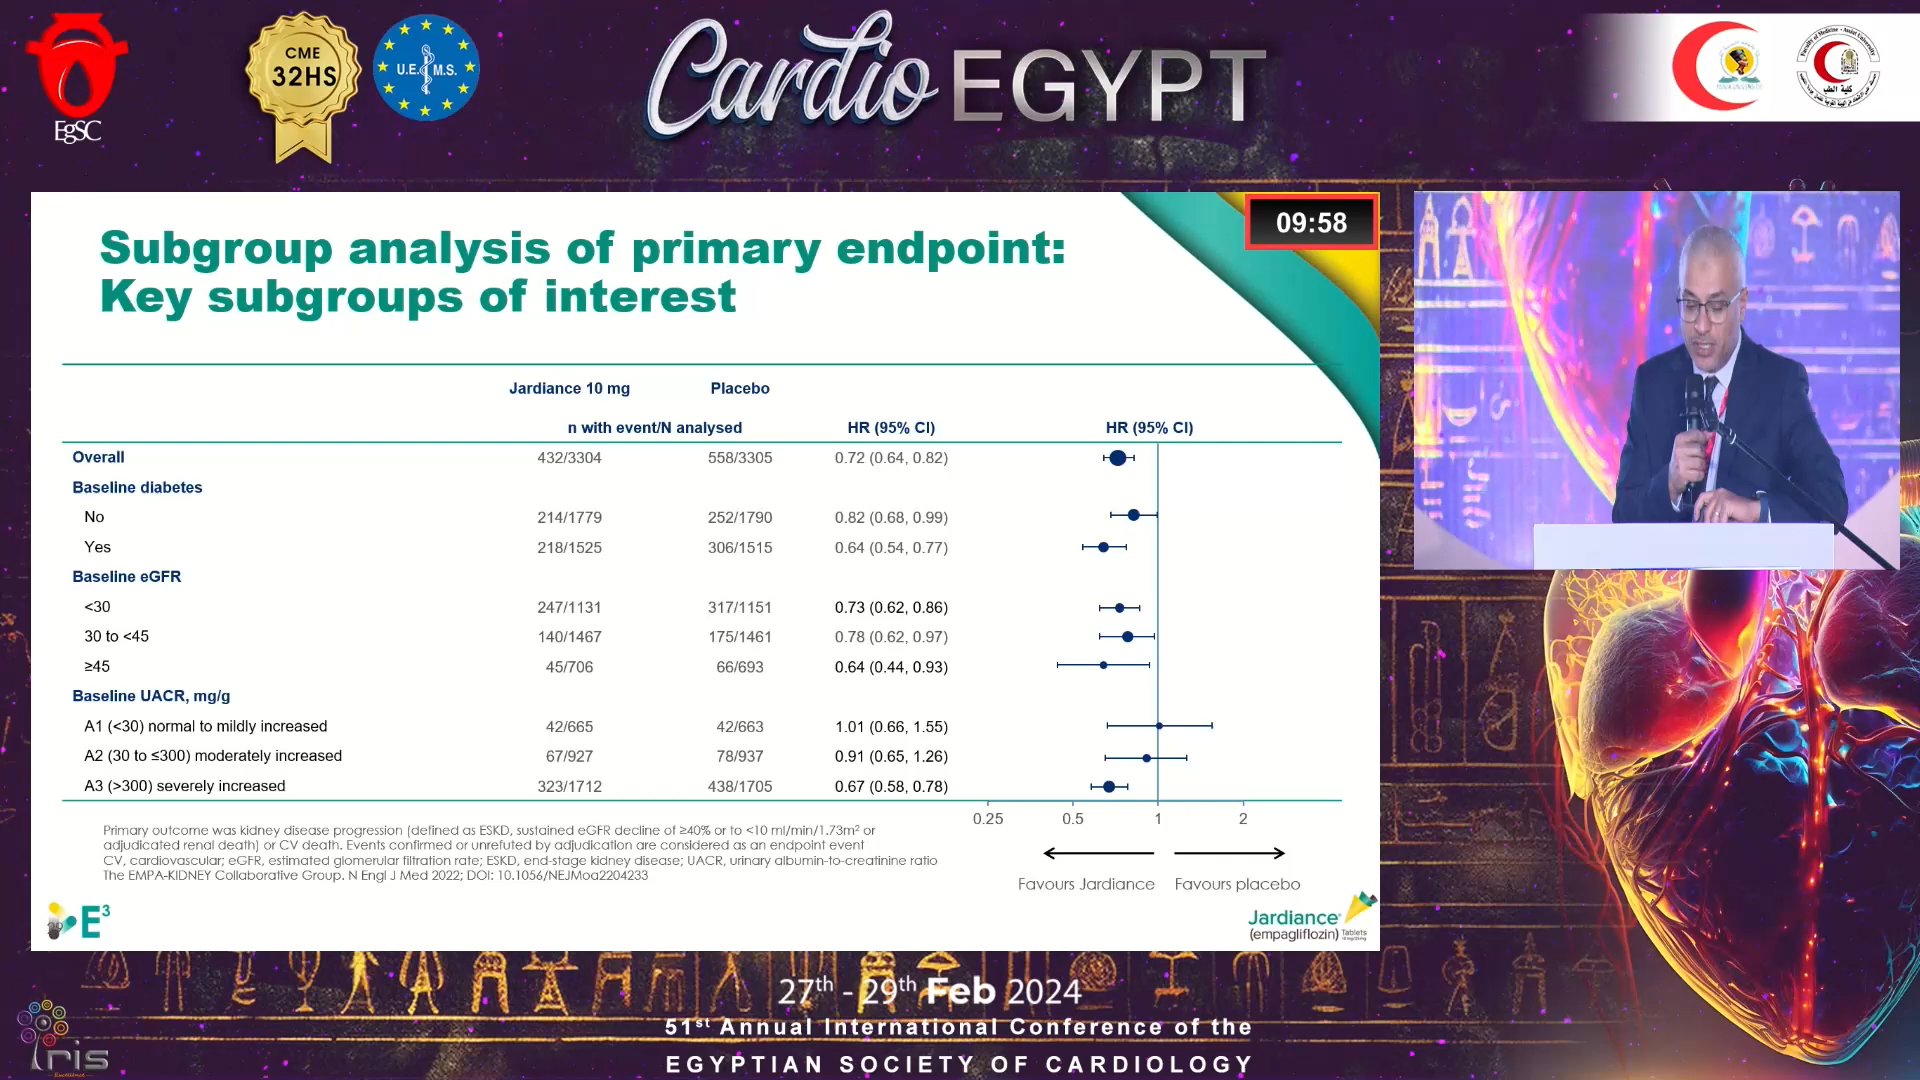 EgSC
CME
32HS
U.E. M.S.
Cardio EGYPT
كلية الطب
09:58
Subgroup analysis of primary endpoint:
Key subgroups of interest
Jardiance 10 mg Placebo
n with event/N analysed HR (95% CI) HR (95% CI)
Overall 432/3304 558/3305 0.72 (0.64, 0.82)
Baseline diabetes
No 214/1779 252/1790 0.82 (0.68, 0.99)
Yes 218/1525 306/1515 0.64 (0.54, 0.77)
Baseline eGFR
<30 247/1131 317/1151 0.73 (0.62, 0.86)
30 to <45 140/1467 175/1461 0.78 (0.62, 0.97)
≥45 45/706 66/693 0.64 (0.44, 0.93)
Baseline UACR, mg/g
A1 (<30) normal to mildly increased 42/665 42/663 1.01 (0.66, 1.55)
A2 (30 to ≤300) moderately increased 67/927 78/937 0.91 (0.65, 1.26)
A3 (>300) severely increased 323/1712 438/1705 0.67 (0.58, 0.78)
0.25 0.5 1 2
Favours Jardiance Favours placebo
Primary outcome was kidney disease progression (defined as ESKD, sustained eGFR decline of ≥40% or to <10 ml/min/1.73m² or
adjudicated renal death) or CV death. Events confirmed or unrefuted by adjudication are considered as an endpoint event
CV, cardiovascular; eGFR, estimated glomerular filtration rate; ESKD, end-stage kidney disease; UACR, urinary albumin-to-creatinine ratio
The EMPA-KIDNEY Collaborative Group. N Engl J Med 2022; DOI: 10.1056/NEJMoa2204233
E³
Jardiance®
(empagliflozin) Tablets
27th - 29th Feb 2024
51st Annual International Conference of the
EGYPTIAN SOCIETY OF CARDIOLOGY
Iris